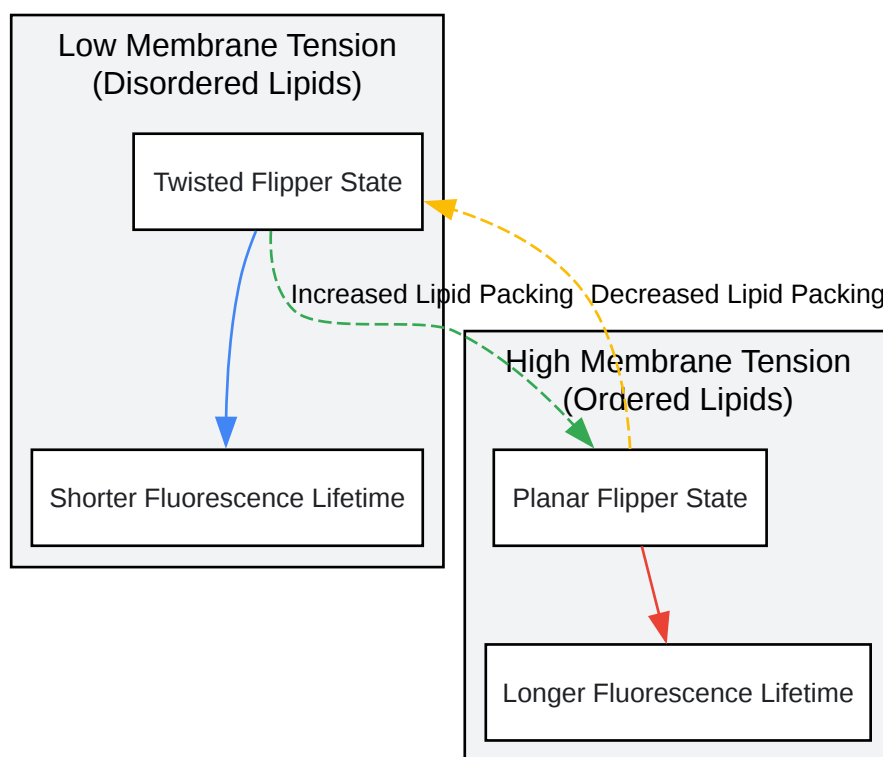 Low Membrane Tension
(Disordered Lipids)
Twisted Flipper State
Increased Lipid Packing
Decreased Lipid Packing
High Membrane Tension
(Ordered Lipids)
Shorter Fluorescence Lifetime
Planar Flipper State
Longer Fluorescence Lifetime